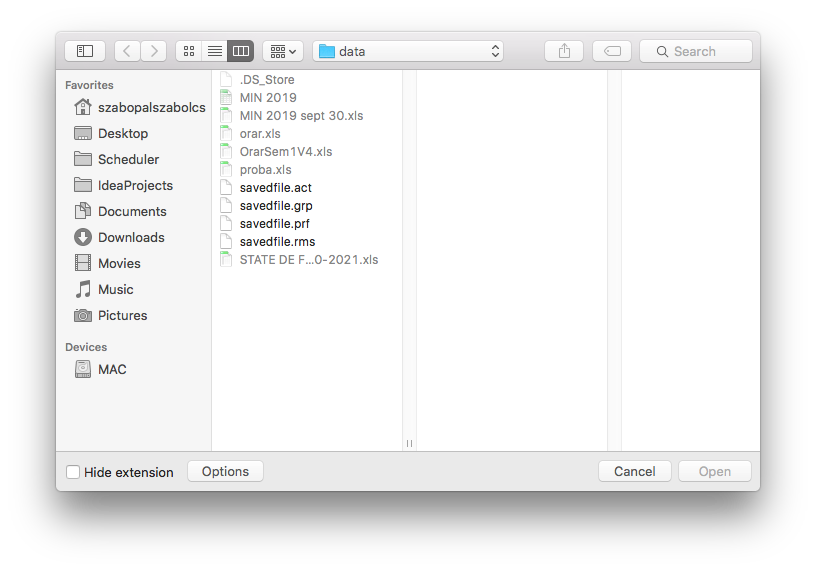 data
Search
Favorites
szabopalszabolcs
Desktop
Scheduler
IdeaProjects
Documents
Downloads
Movies
Music
Pictures
Devices
MAC
.DS_Store
MIN 2019
MIN 2019 sept 30.xls
orar.xls
OrarSem1V4.xls
proba.xls
savedfile.act
savedfile.grp
savedfile.prf
savedfile.rms
STATE DE F...0-2021.xls
Hide extension
Options
Cancel
Open